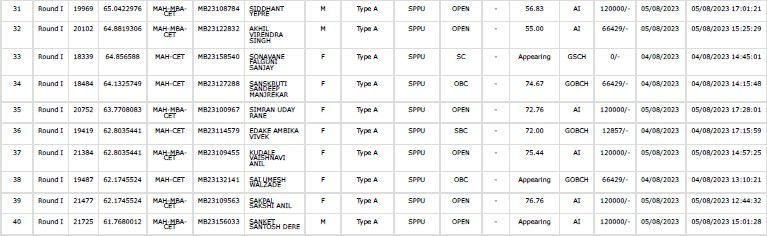 31 Round I 19969 65.0422976 MAH-MBA-CET MB23108784 SIDDHANT YEPRE M Type A SPPU OPEN - 56.83 AI 120000/- 05/08/2023 05/08/2023 17:01:21
32 Round I 20102 64.8819306 MAH-MBA-CET MB23122832 AKHIL VIRENDRA SINGH M Type A SPPU OPEN - 55.00 AI 66429/- 05/08/2023 05/08/2023 15:25:29
33 Round I 18339 64.856588 MAH-CET MB23158540 SONAVANE FALGUNI SANJAY F Type A SPPU SC - Appearing GSCH 0/- 05/08/2023 04/08/2023 14:45:01
34 Round I 18484 64.1325749 MAH-CET MB23127288 SANSKRUTI SANDEEP MANJREKAR F Type A SPPU OBC - 74.67 GOBCH 66429/- 04/08/2023 04/08/2023 14:15:48
35 Round I 20752 63.7708083 MAH-MBA-CET MB23100967 SIMRAN UDAY RANE F Type A SPPU OPEN - 72.76 AI 120000/- 05/08/2023 05/08/2023 17:28:01
36 Round I 19419 62.8035441 MAH-CET MB23114579 EDAKE AMBIKA VIVEK F Type A SPPU SBC - 72.00 GOBCH 12857/- 04/08/2023 04/08/2023 17:15:59
37 Round I 21384 62.8035441 MAH-MBA-CET MB23109455 KUDALE VAISHNAVI ANIL F Type A SPPU OPEN - 75.44 AI 120000/- 05/08/2023 05/08/2023 14:57:25
38 Round I 19487 62.1745524 MAH-CET MB23132141 SAI UMESH WALZADE F Type A SPPU OBC - Appearing GOBCH 66429/- 04/08/2023 04/08/2023 13:10:21
39 Round I 21477 62.1745524 MAH-MBA-CET MB23109563 SAKPAL SAKSHI ANIL F Type A SPPU OPEN - 76.76 AI 120000/- 05/08/2023 05/08/2023 12:44:32
40 Round I 21725 61.7680012 MAH-MBA-CET MB23156033 SANKET SANTOSH DERE M Type A SPPU OPEN - Appearing AI 120000/- 05/08/2023 05/08/2023 15:01:28